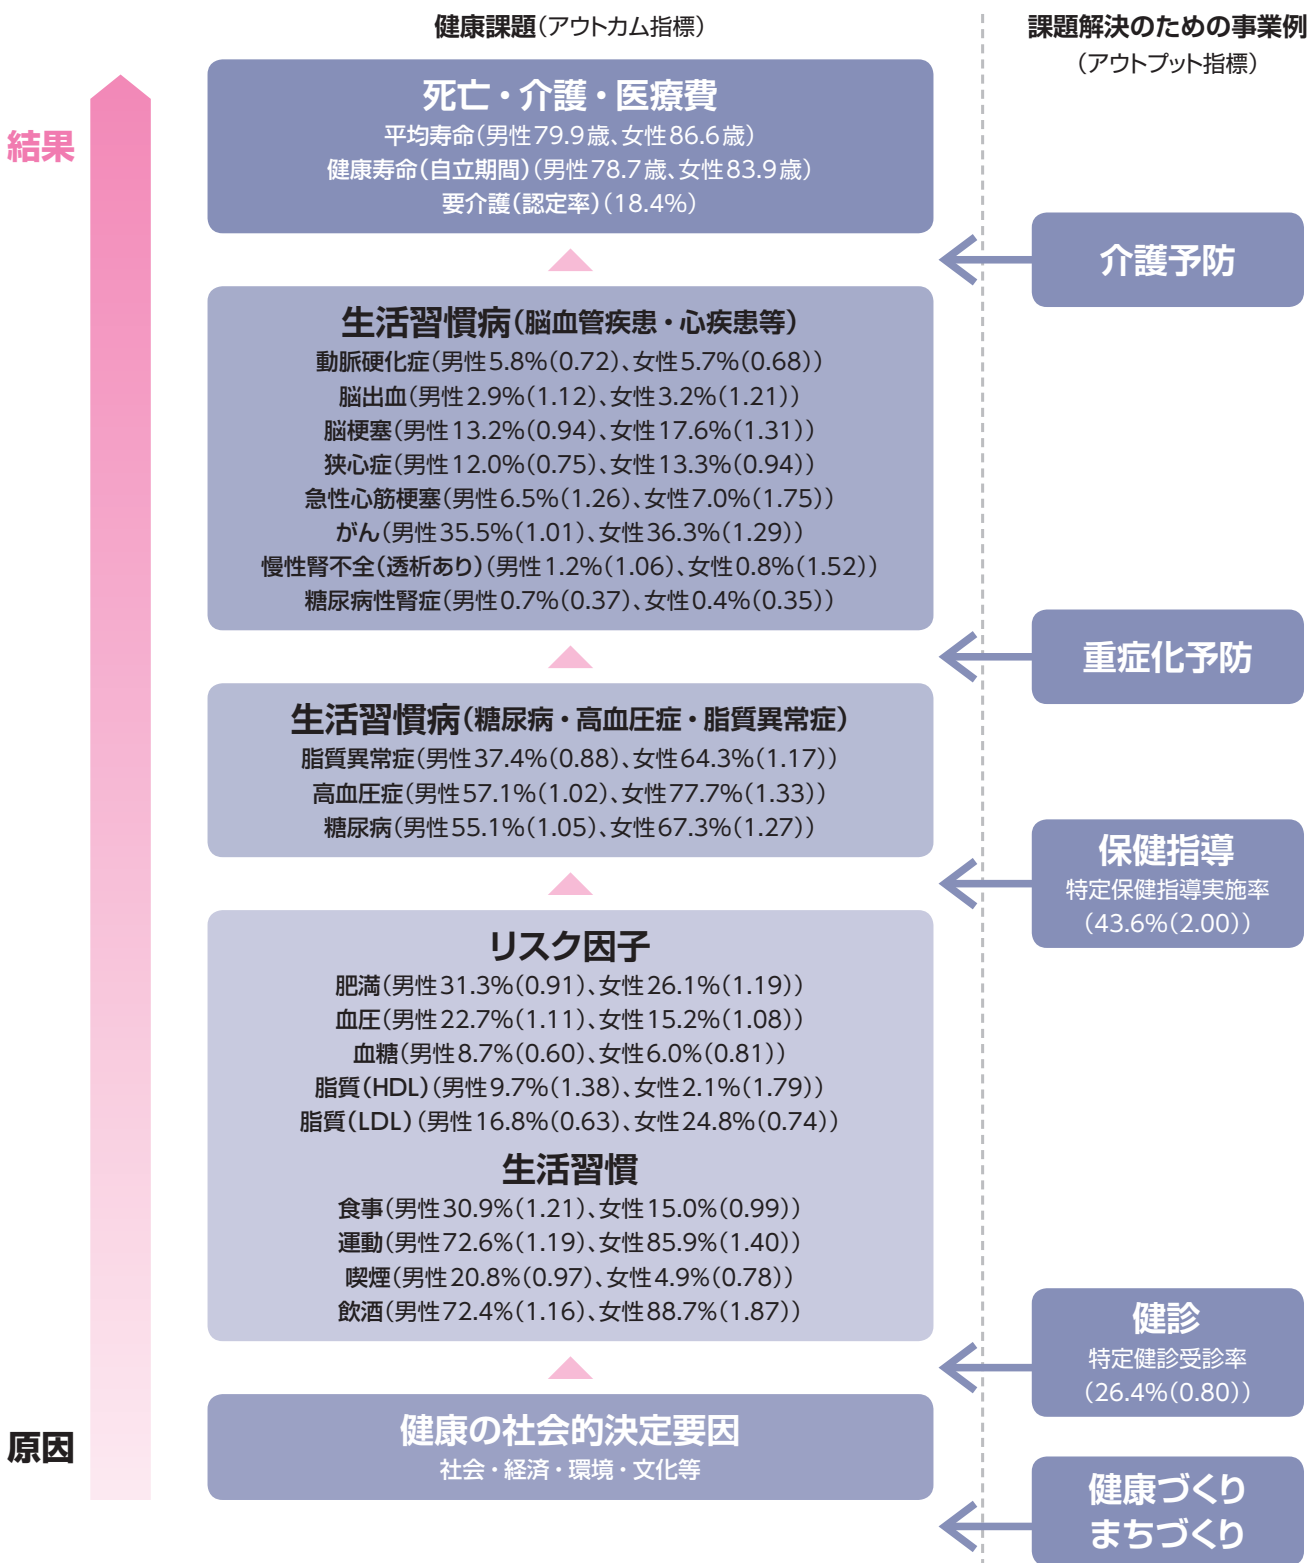 健康課題（アウトカム指標）
課題解決のための事業例
（アウトプット指標）
結果
死亡・介護・医療費
平均寿命（男性79.9歳、女性86.6歳）
健康寿命（自立期間）（男性78.7歳、女性83.9歳）
要介護（認定率）（18.4%）
介護予防
生活習慣病（脳血管疾患・心疾患等）
動脈硬化症（男性5.8%（0.72）、女性5.7%（0.68））
脳出血（男性2.9%（1.12）、女性3.2%（1.21））
脳梗塞（男性13.2%（0.94）、女性17.6%（1.31））
狭心症（男性12.0%（0.75）、女性13.3%（0.94））
急性心筋梗塞（男性6.5%（1.26）、女性7.0%（1.75））
がん（男性35.5%（1.01）、女性36.3%（1.29））
慢性腎不全（透析あり）（男性1.2%（1.06）、女性0.8%（1.52））
糖尿病性腎症（男性0.7%（0.37）、女性0.4%（0.35））
重症化予防
生活習慣病（糖尿病・高血圧症・脂質異常症）
脂質異常症（男性37.4%（0.88）、女性64.3%（1.17））
高血圧症（男性57.1%（1.02）、女性77.7%（1.33））
糖尿病（男性55.1%（1.05）、女性67.3%（1.27））
保健指導
特定保健指導実施率
（43.6%（2.00））
リスク因子
肥満（男性31.3%（0.91）、女性26.1%（1.19））
血圧（男性22.7%（1.11）、女性15.2%（1.08））
血糖（男性8.7%（0.60）、女性6.0%（0.81））
脂質（HDL）（男性9.7%（1.38）、女性2.1%（1.79））
脂質（LDL）（男性16.8%（0.63）、女性24.8%（0.74））
生活習慣
食事（男性30.9%（1.21）、女性15.0%（0.99））
運動（男性72.6%（1.19）、女性85.9%（1.40））
喫煙（男性20.8%（0.97）、女性4.9%（0.78））
飲酒（男性72.4%（1.16）、女性88.7%（1.87））
健診
特定健診受診率
（26.4%（0.80））
原因
健康の社会的決定要因
社会・経済・環境・文化等
健康づくり
まちづくり